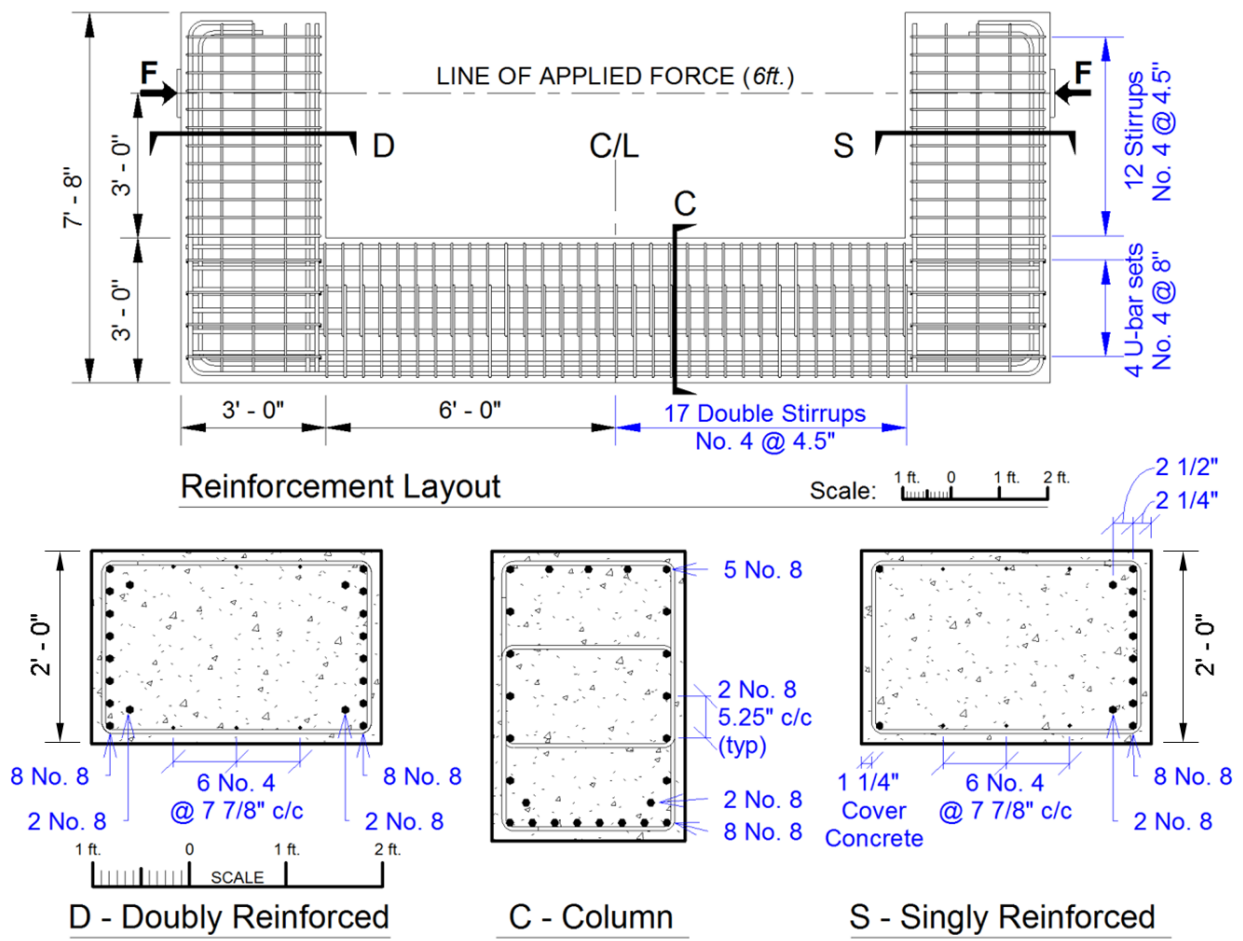 F
LINE OF APPLIED FORCE (6ft.)
F
D
C/L
S
C
7' - 8"
3' - 0"
3' - 0"
12 Stirrups
No. 4 @ 4.5"
4 U-bar sets
No. 4 @ 8"
3' - 0"
6' - 0"
17 Double Stirrups
No. 4 @ 4.5"
Reinforcement Layout
Scale:
1 ft.
0
1 ft.
2 ft.
2 1/2"
2 1/4"
2' - 0"
8 No. 8
2 No. 8
6 No. 4
@ 7 7/8" c/c
8 No. 8
2 No. 8
1 ft.
0
1 ft.
2 ft.
SCALE
D - Doubly Reinforced
5 No. 8
2 No. 8
5.25" c/c
(typ)
2 No. 8
8 No. 8
C - Column
2' - 0"
1 1/4"
Cover
Concrete
6 No. 4
@ 7 7/8" c/c
8 No. 8
2 No. 8
S - Singly Reinforced